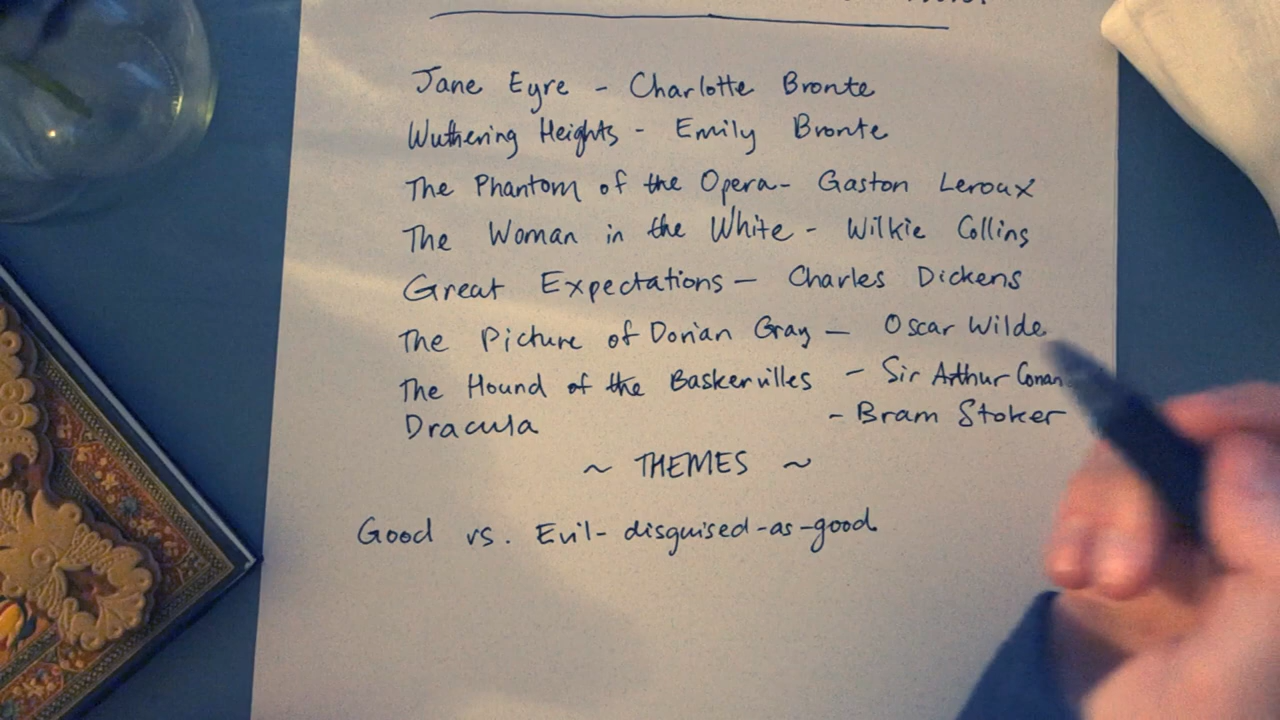 Jane Eyre - Charlotte Bronte
Wuthering Heights - Emily Bronte
The Phantom of the Opera - Gaston Leroux
The Woman in the White - Wilkie Collins
Great Expectations - Charles Dickens
The Picture of Dorian Gray - Oscar Wilde
The Hound of the Baskervilles - Sir Arthur Conan
Dracula - Bram Stoker
~ THEMES ~
Good vs. Evil-disguised-as-good